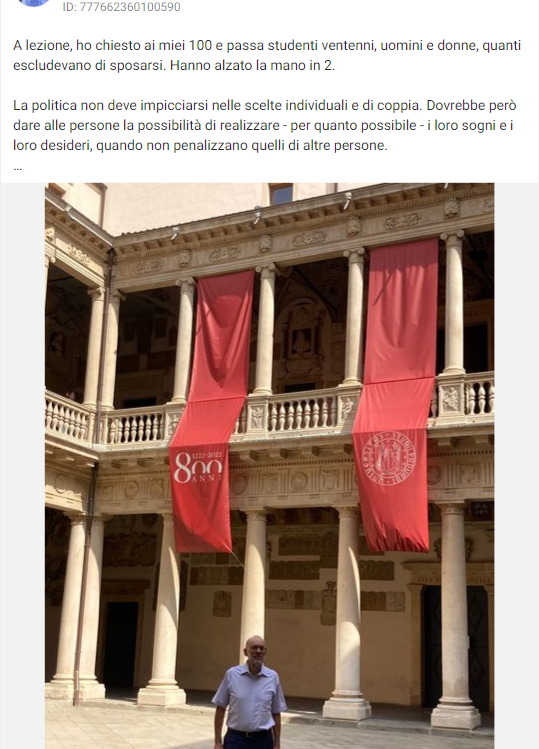 ID: 777662360100590
A lezione, ho chiesto ai miei 100 e passa studenti ventenni, uomini e donne, quanti
escludevano di sposarsi. Hanno alzato la mano in 2.
La politica non deve impicciarsi nelle scelte individuali e di coppia. Dovrebbe però
dare alle persone la possibilità di realizzare - per quanto possibile - i loro sogni e i
loro desideri, quando non penalizzano quelli di altre persone.
...
1222·2022
800
ANNI